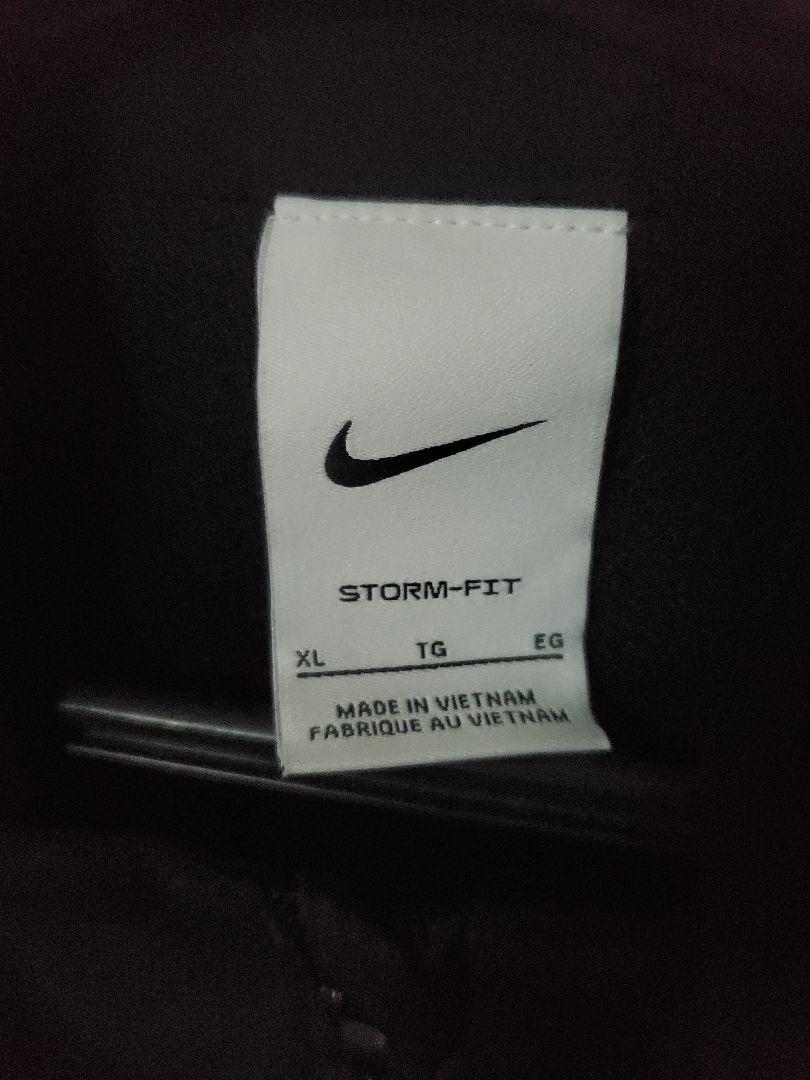 STORM-FIT
XL TG EG
MADE IN VIETNAM
FABRIQUE AU VIETNAM